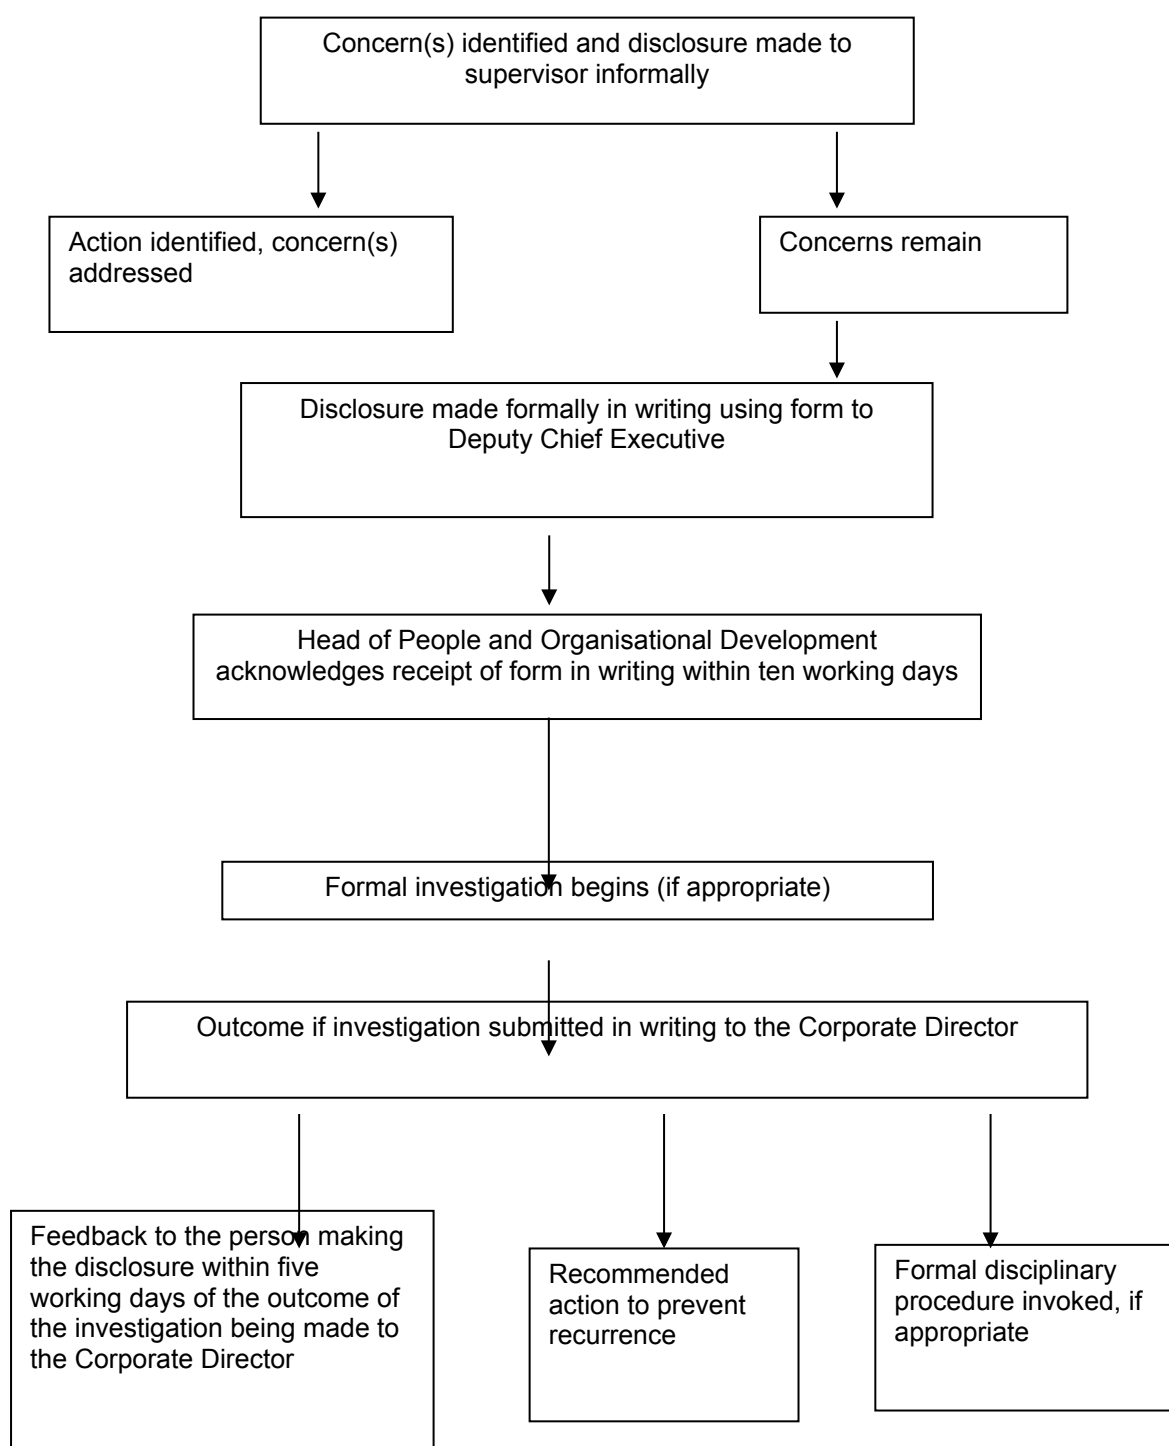 Concern(s) identified and disclosure made to
supervisor informally
Action identified, concern(s)
addressed
Concerns remain
Disclosure made formally in writing using form to
Deputy Chief Executive
Head of People and Organisational Development
acknowledges receipt of form in writing within ten working days
Formal investigation begins (if appropriate)
Outcome if investigation submitted in writing to the Corporate Director
Feedback to the person making
the disclosure within five
working days of the outcome of
the investigation being made to
the Corporate Director
Recommended
action to prevent
recurrence
Formal disciplinary
procedure invoked, if
appropriate